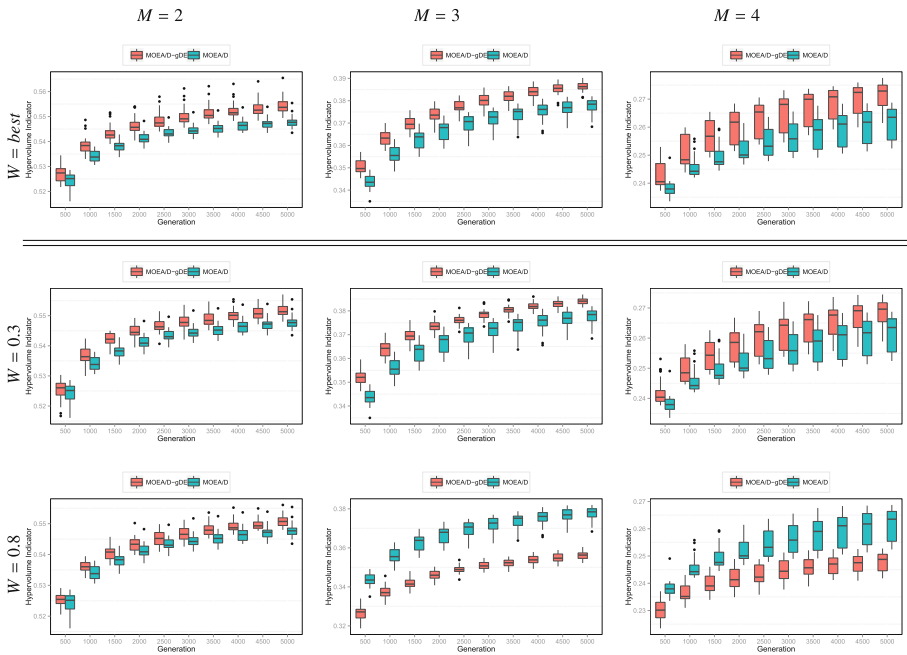 M = 2 M = 3 M = 4
W = best
MOEA/D−gDE MOEA/D
Hypervolume Indicator
0.56
0.54
0.52
500 1000 1500 2000 2500 3000 3500 4000 4500 5000
Generation
MOEA/D−gDE MOEA/D
Hypervolume Indicator
0.39
0.38
0.37
0.36
0.35
0.34
500 1000 1500 2000 2500 3000 3500 4000 4500 5000
Generation
MOEA/D−gDE MOEA/D
Hypervolume Indicator
0.27
0.26
0.25
0.24
500 1000 1500 2000 2500 3000 3500 4000 4500 5000
Generation
W = 0.3
MOEA/D−gDE MOEA/D
Hypervolume Indicator
0.55
0.54
0.53
0.52
500 1000 1500 2000 2500 3000 3500 4000 4500 5000
Generation
MOEA/D−gDE MOEA/D
Hypervolume Indicator
0.38
0.37
0.36
0.35
0.34
500 1000 1500 2000 2500 3000 3500 4000 4500 5000
Generation
MOEA/D−gDE MOEA/D
Hypervolume Indicator
0.27
0.26
0.25
0.24
500 1000 1500 2000 2500 3000 3500 4000 4500 5000
Generation
W = 0.8
MOEA/D−gDE MOEA/D
Hypervolume Indicator
0.55
0.54
0.53
0.52
500 1000 1500 2000 2500 3000 3500 4000 4500 5000
Generation
MOEA/D−gDE MOEA/D
Hypervolume Indicator
0.38
0.36
0.34
0.32
500 1000 1500 2000 2500 3000 3500 4000 4500 5000
Generation
MOEA/D−gDE MOEA/D
Hypervolume Indicator
0.27
0.26
0.25
0.24
0.23
500 1000 1500 2000 2500 3000 3500 4000 4500 5000
Generation